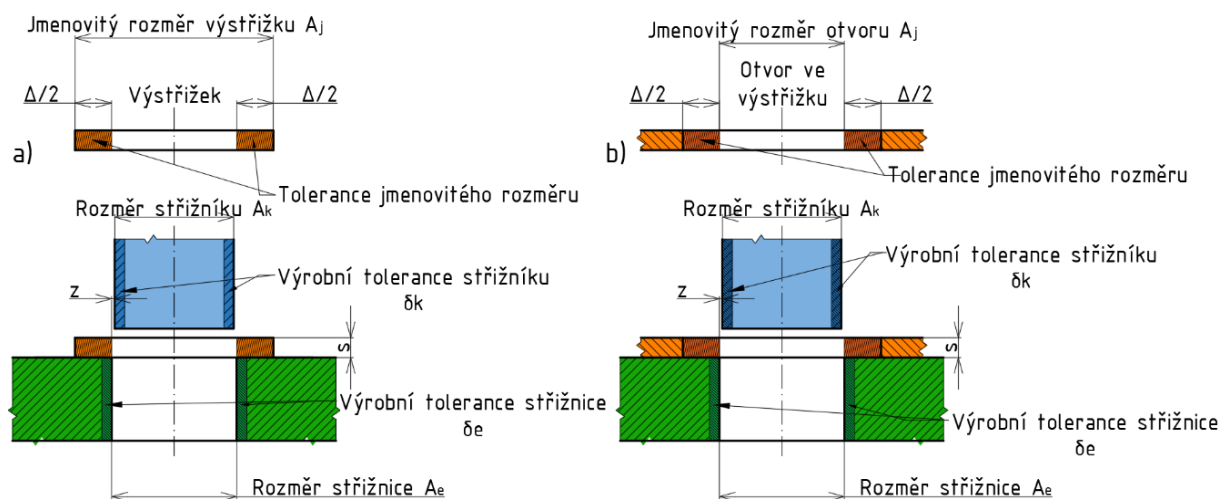 Jmenovitý rozměr výstřižku Aj
Δ/2
Výstřižek
Δ/2
a)
Tolerance jmenovitého rozměru
Rozměr střižníku Ak
Výrobní tolerance střižníku
δk
z
s
Výrobní tolerance střižnice
δe
Rozměr střižnice Ae
Jmenovitý rozměr otvoru Aj
Δ/2
Otvor ve
výstřižku
Δ/2
b)
Tolerance jmenovitého rozměru
Rozměr střižníku Ak
Výrobní tolerance střižníku
δk
z
s
Výrobní tolerance střižnice
δe
Rozměr střižnice Ae